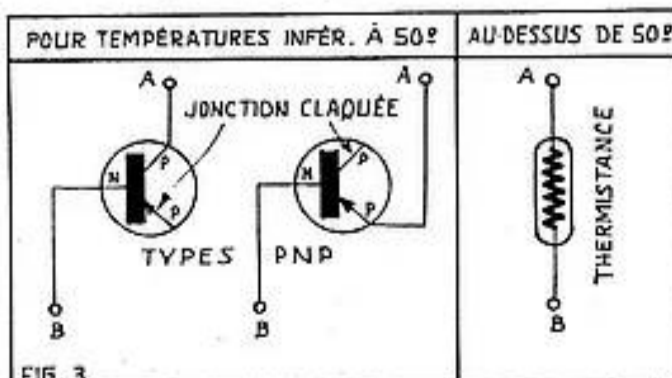 POUR TEMPÉRATURES INFÉR. À 50º
AU-DESSUS DE 50º
A
A
A
JONCTION CLAQUÉE
N
P
P
N
P
P
THERMISTANCE
TYPES PNP
B
B
B
FIG. 3